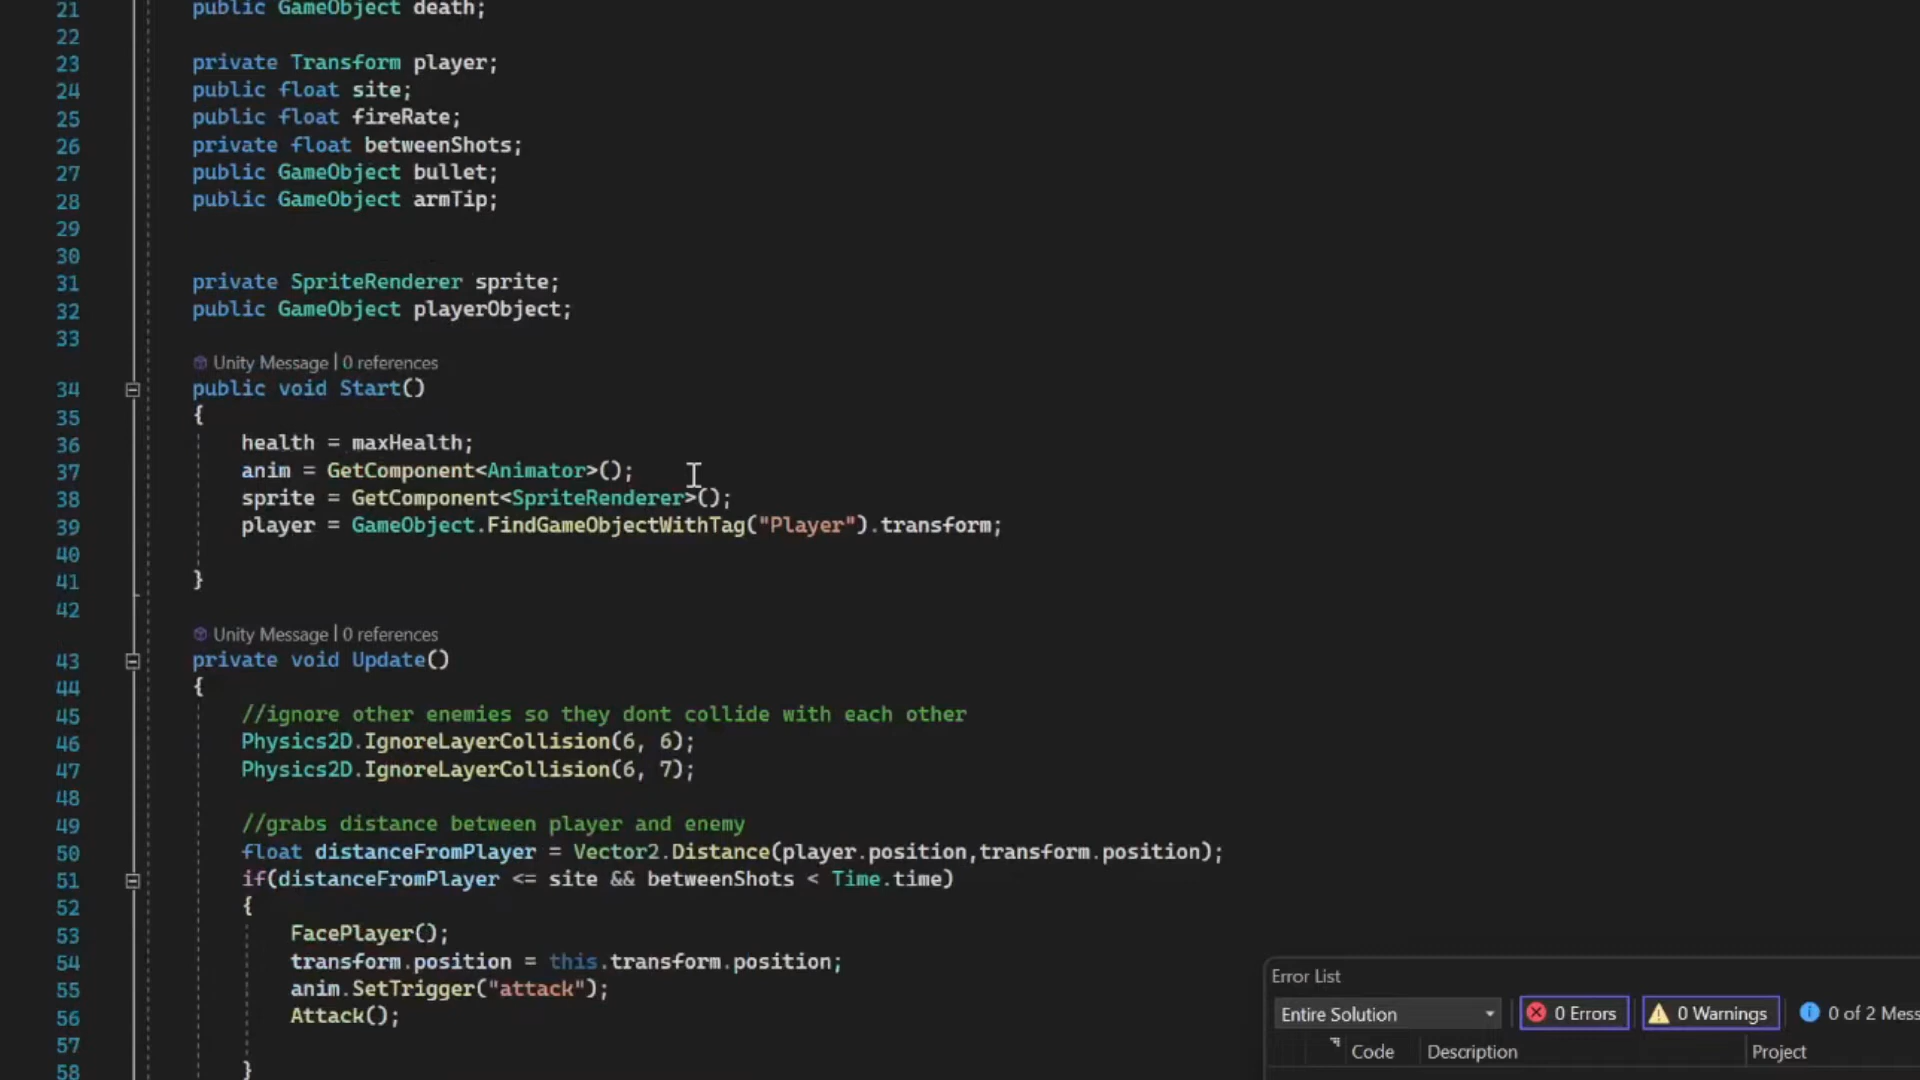 21 public GameObject death;
22
23 private Transform player;
24 public float site;
25 public float fireRate;
26 private float betweenShots;
27 public GameObject bullet;
28 public GameObject armTip;
29
30
31 private SpriteRenderer sprite;
32 public GameObject playerObject;
33
Unity Message | 0 references
34 public void Start()
35 {
36 health = maxHealth;
37 anim = GetComponent<Animator>();
38 sprite = GetComponent<SpriteRenderer>();
39 player = GameObject.FindGameObjectWithTag("Player").transform;
40
41 }
42
Unity Message | 0 references
43 private void Update()
44 {
45 //ignore other enemies so they dont collide with each other
46 Physics2D.IgnoreLayerCollision(6, 6);
47 Physics2D.IgnoreLayerCollision(6, 7);
48
49 //grabs distance between player and enemy
50 float distanceFromPlayer = Vector2.Distance(player.position,transform.position);
51 if(distanceFromPlayer <= site && betweenShots < Time.time)
52 {
53 FacePlayer();
54 transform.position = this.transform.position;
55 anim.SetTrigger("attack");
56 Attack();
57
58 }
Error List
Entire Solution 0 Errors 0 Warnings 0 of 2 Mess
Code Description Project